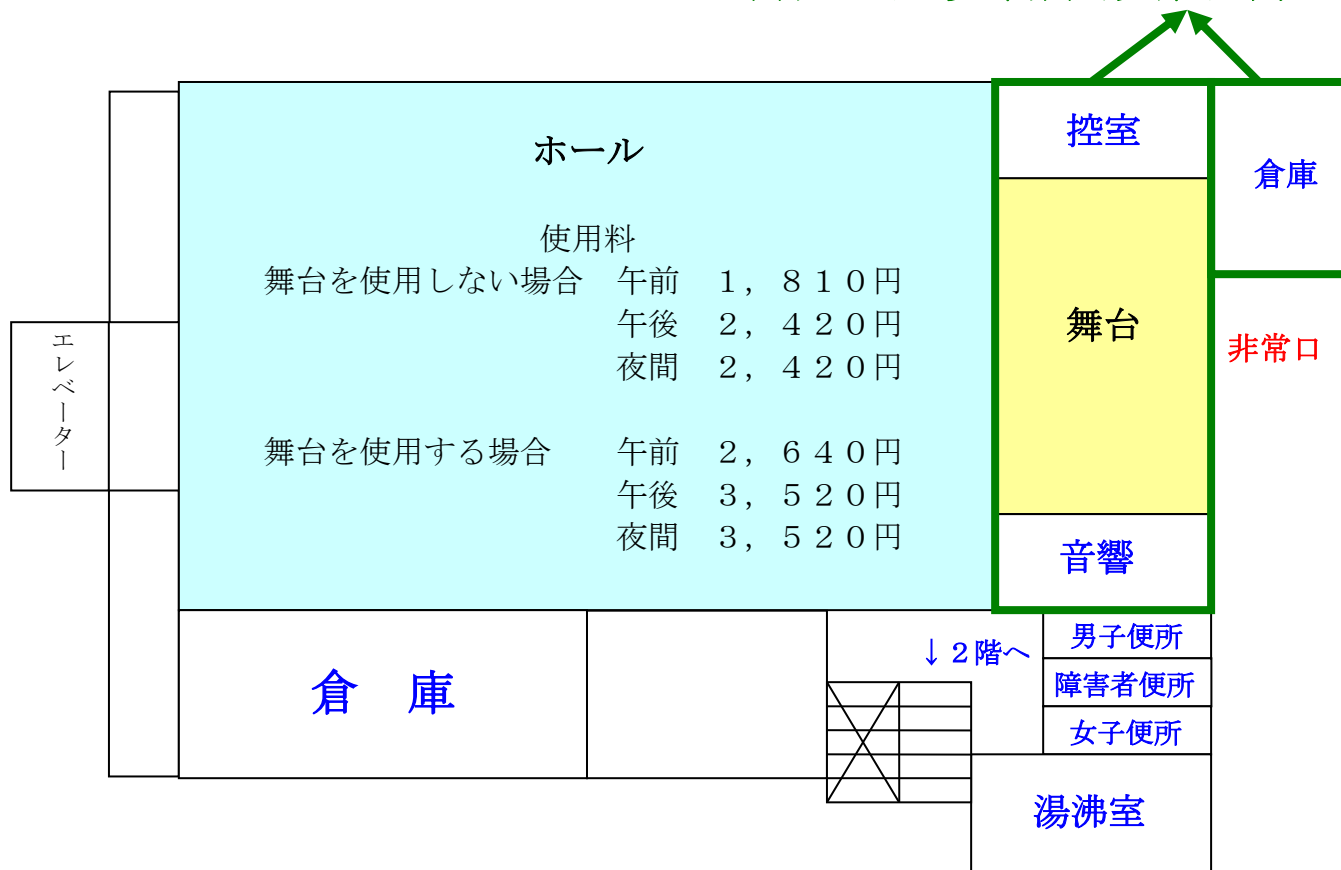 控室
倉庫
ホール
使用料
舞台を使用しない場合 午前 1,810円
午後 2,420円
夜間 2,420円
舞台
非常口
エレベーター
舞台を使用する場合 午前 2,640円
午後 3,520円
夜間 3,520円
音響
↓2階へ
男子便所
障害者便所
女子便所
倉 庫
湯沸室